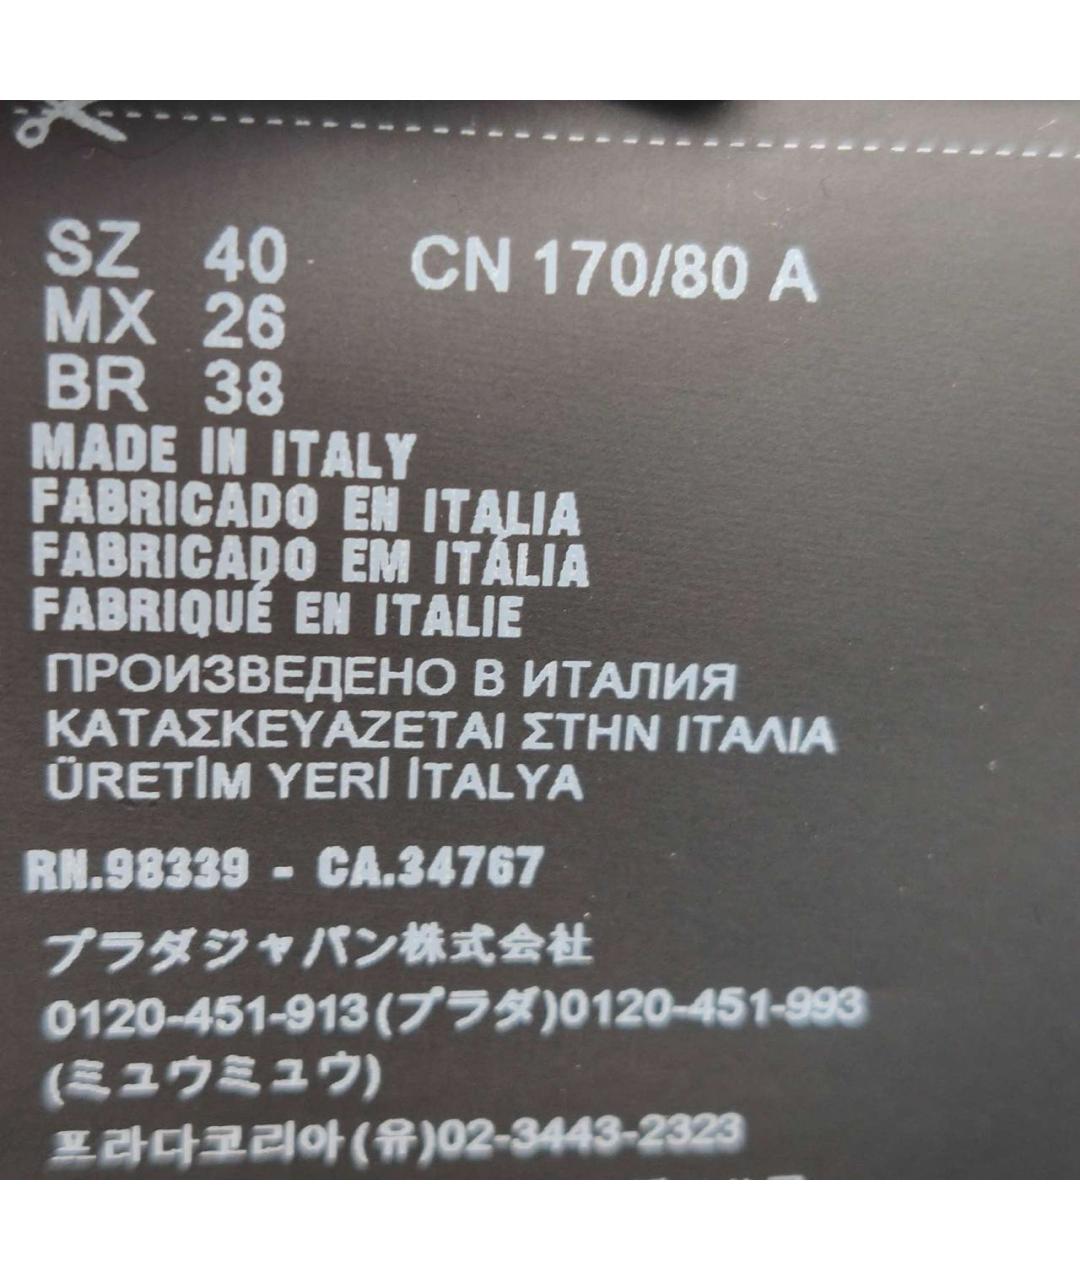 SZ 40 CN 170/80 A
MX 26
BR 38
MADE IN ITALY
FABRICADO EN ITALIA
FABRICADO EM ITÁLIA
FABRIQUÉ EN ITALIE
ПРОИЗВЕДЕНО В ИТАЛИЯ
ΚΑΤΑΣΚΕΥΑΖΕΤΑΙ ΣΤΗΝ ΙΤΑΛΙΑ
ÜRETİM YERİ İTALYA
RN.98339 - CA.34767
プラダジャパン株式会社
0120-451-913(プラダ)0120-451-993
(ミュウミュウ)
프라다코리아(유)02-3443-2323